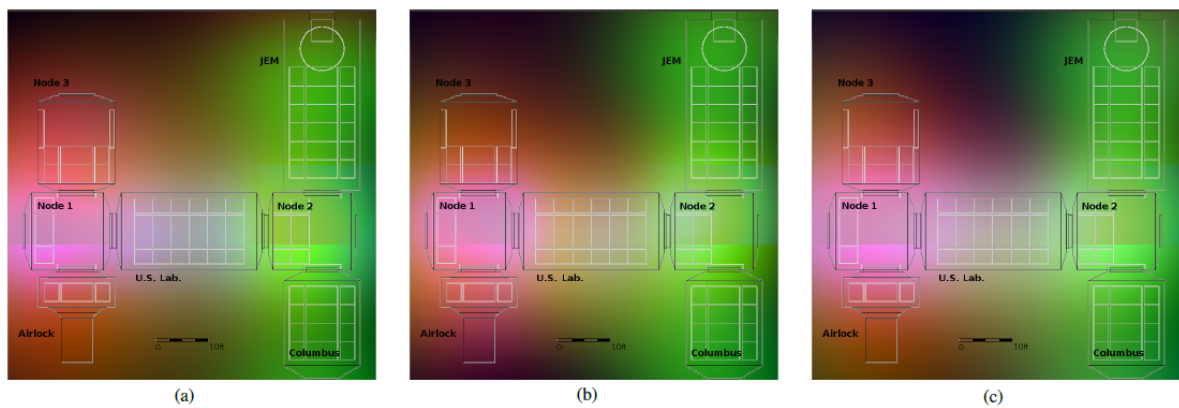 JEM
Node 3
Node 1
Node 2
U.S. Lab.
Airlock
0 10ft
Columbus
(a)
JEM
Node 3
Node 1
Node 2
U.S. Lab.
Airlock
0 10ft
Columbus
(b)
JEM
Node 3
Node 1
Node 2
U.S. Lab.
Airlock
0 10ft
Columbus
(c)